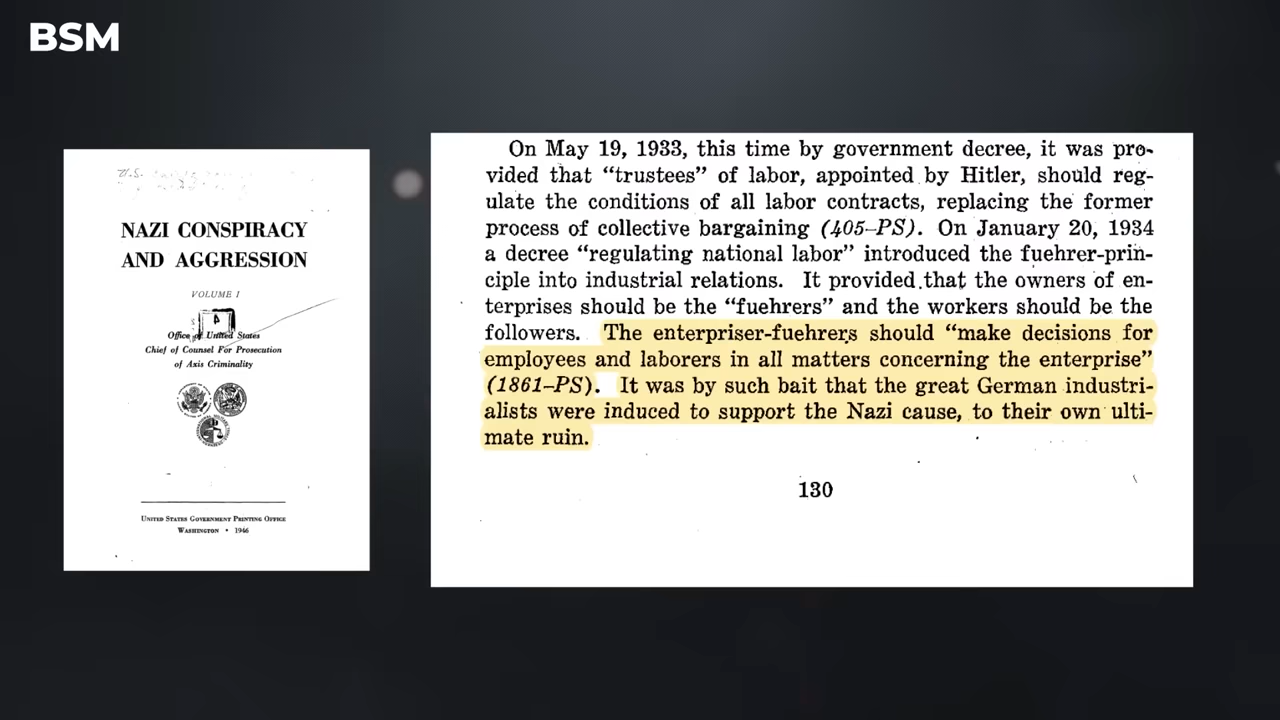 BSM
NAZI CONSPIRACY
AND AGGRESSION
VOLUME I
Office of United States
Chief of Counsel For Prosecution
of Axis Criminality
UNITED STATES GOVERNMENT PRINTING OFFICE
WASHINGTON • 1946
On May 19, 1933, this time by government decree, it was pro-
vided that “trustees” of labor, appointed by Hitler, should reg-
ulate the conditions of all labor contracts, replacing the former
process of collective bargaining (405–PS). On January 20, 1934
a decree “regulating national labor” introduced the fuehrer-prin-
ciple into industrial relations. It provided that the owners of en-
terprises should be the “fuehrers” and the workers should be the
followers. The enterpriser-fuehrers should “make decisions for
employees and laborers in all matters concerning the enterprise”
(1861–PS). It was by such bait that the great German industri-
alists were induced to support the Nazi cause, to their own ulti-
mate ruin.
130